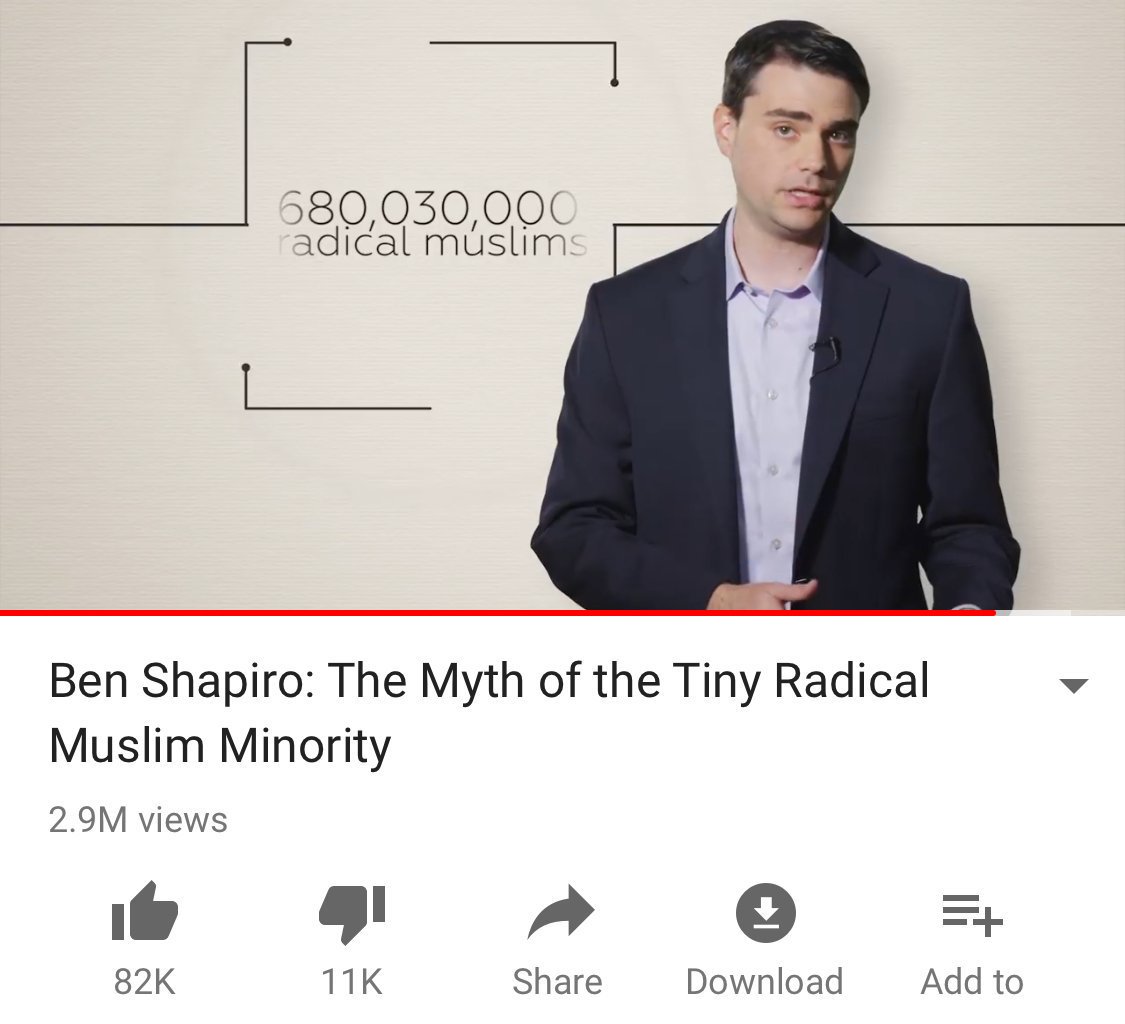 680,030,000
radical muslims
Ben Shapiro: The Myth of the Tiny Radical
Muslim Minority
2.9M views
82K
11K
Share
Download
Add to